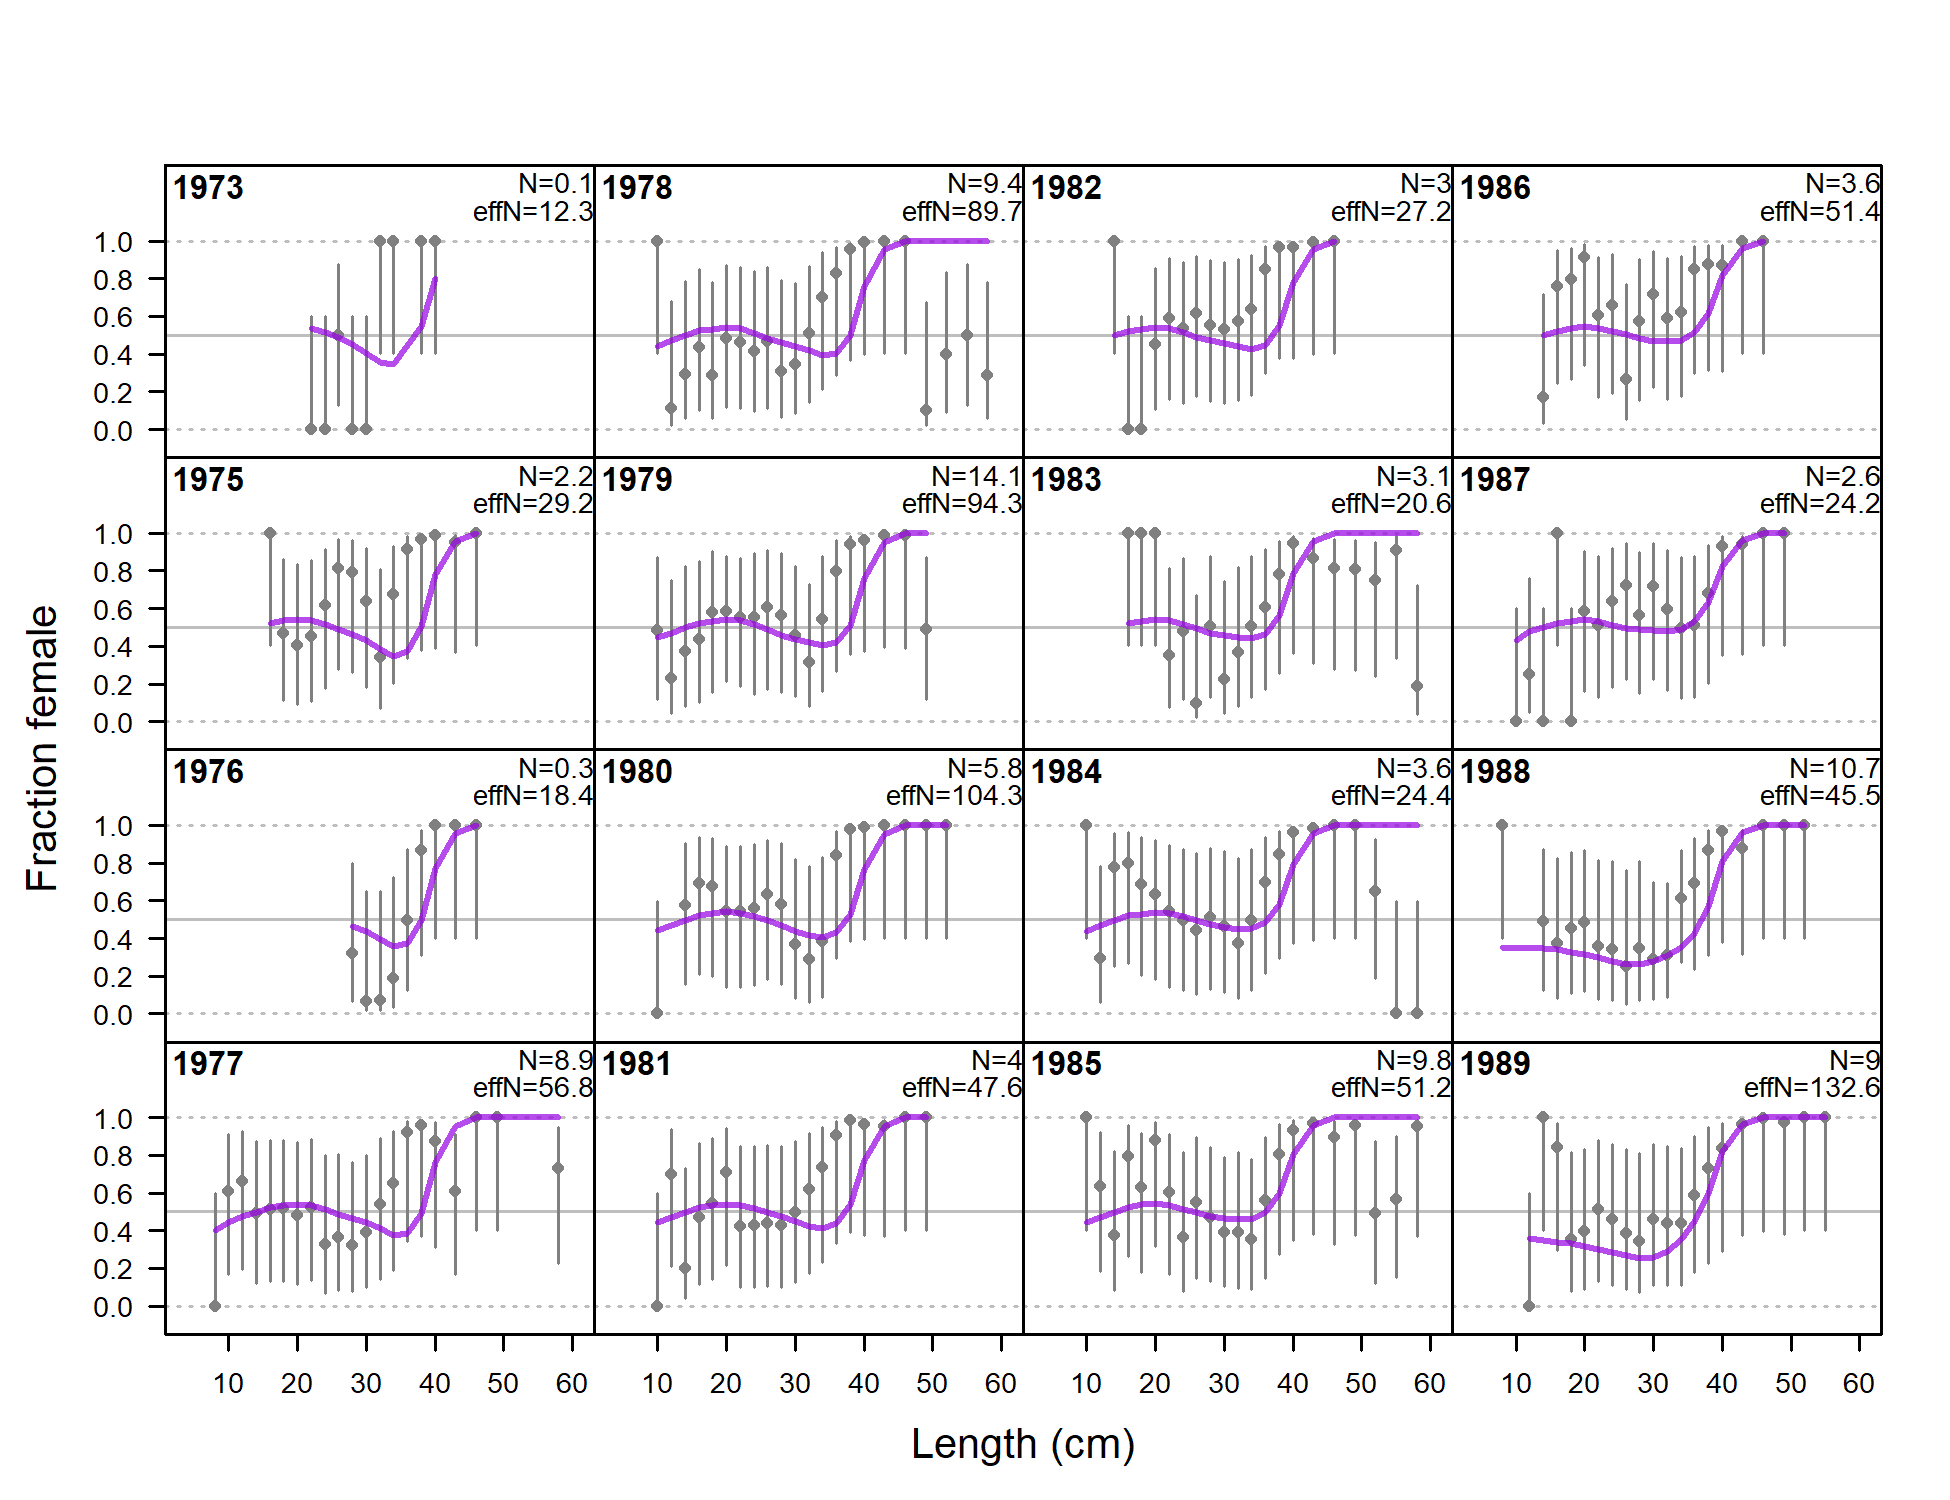 1973
N=0.1
effN=12.3
1978
N=9.4
effN=89.7
1982
N=3
effN=27.2
1986
N=3.6
effN=51.4
1.0
0.8
0.6
0.4
0.2
0.0
1975
N=2.2
effN=29.2
1979
N=14.1
effN=94.3
1983
N=3.1
effN=20.6
1987
N=2.6
effN=24.2
1.0
0.8
0.6
0.4
0.2
0.0
1976
N=0.3
effN=18.4
1980
N=5.8
effN=104.3
1984
N=3.6
effN=24.4
1988
N=10.7
effN=45.5
1.0
0.8
0.6
0.4
0.2
0.0
1977
N=8.9
effN=56.8
1981
N=4
effN=47.6
1985
N=9.8
effN=51.2
1989
N=9
effN=132.6
1.0
0.8
0.6
0.4
0.2
0.0
10 20 30 40 50 60 10 20 30 40 50 60 10 20 30 40 50 60 10 20 30 40 50 60
Length (cm)
Fraction female